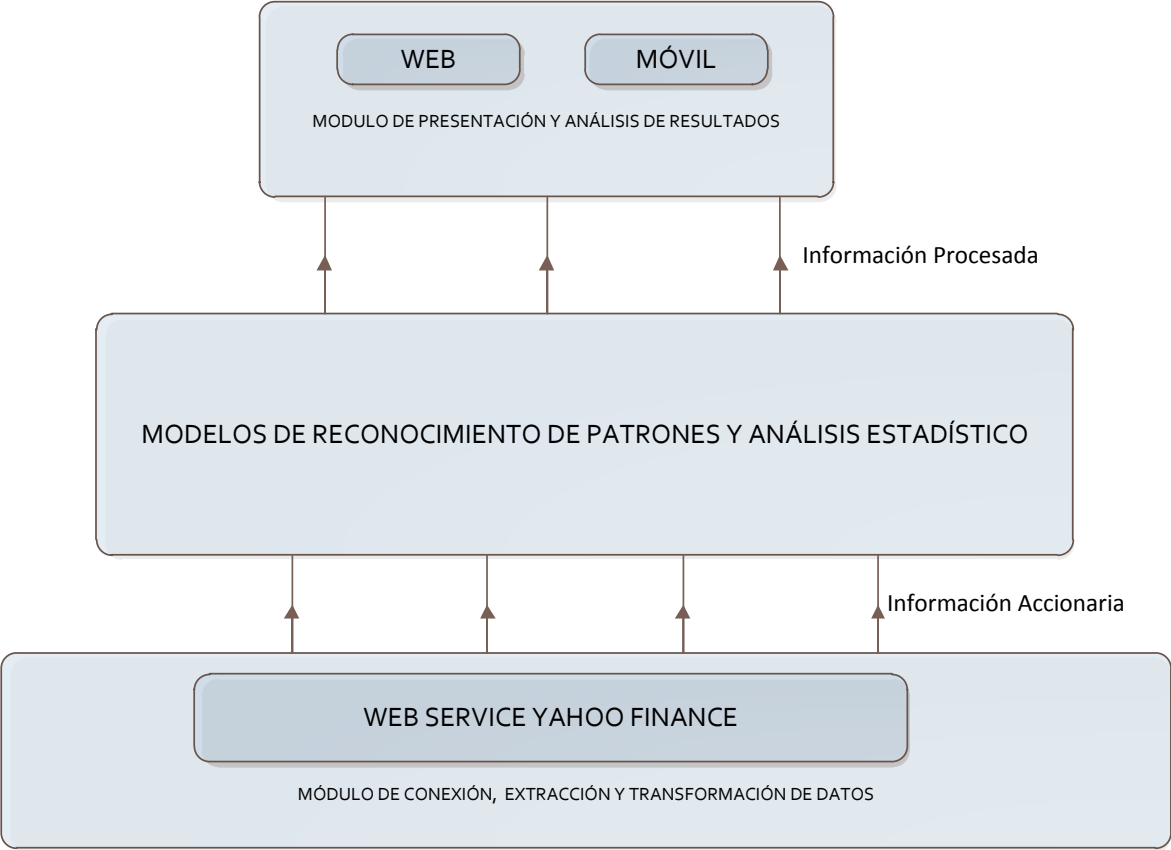 WEB
MÓVIL
MODULO DE PRESENTACIÓN Y ANÁLISIS DE RESULTADOS
Información Procesada
MODELOS DE RECONOCIMIENTO DE PATRONES Y ANÁLISIS ESTADÍSTICO
Información Accionaria
WEB SERVICE YAHOO FINANCE
MÓDULO DE CONEXIÓN, EXTRACCIÓN Y TRANSFORMACIÓN DE DATOS